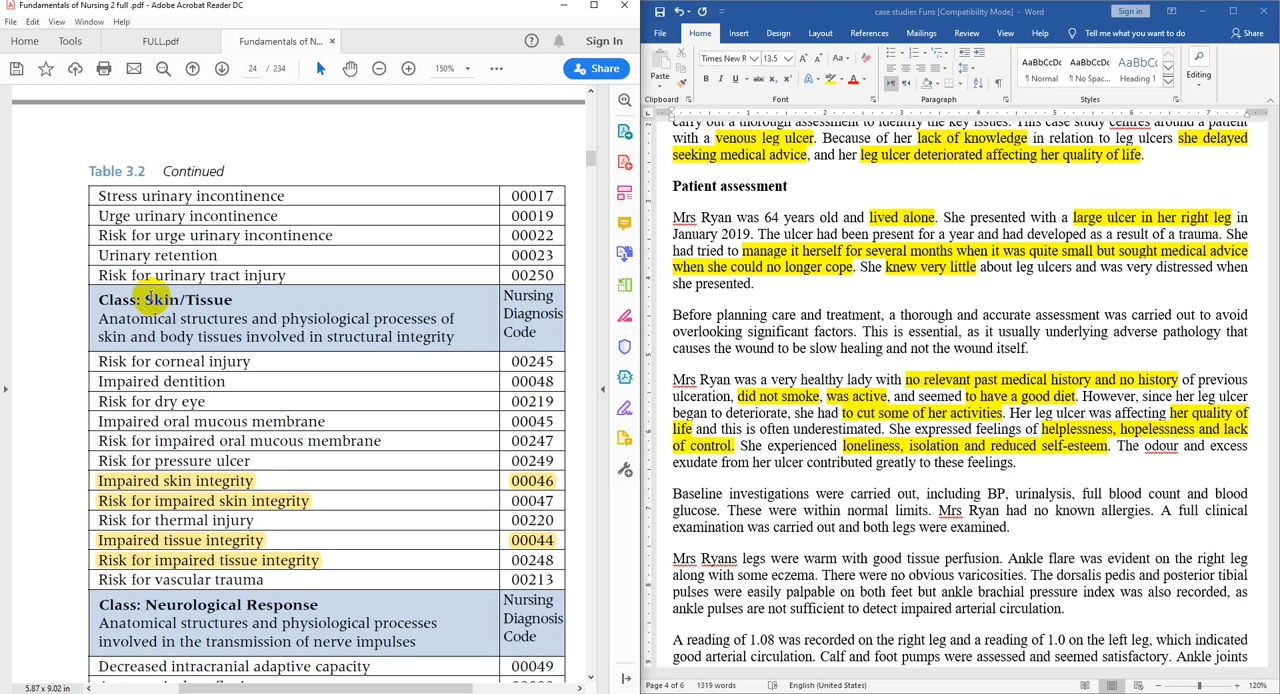 Fundamentals of Nursing 2 full .pdf - Adobe Acrobat Reader DC
File Edit View Window Help
Home Tools FULL.pdf Fundamentals of N... × Sign In
24 / 234 150% Share
Table 3.2 Continued
Stress urinary incontinence 00017
Urge urinary incontinence 00019
Risk for urge urinary incontinence 00022
Urinary retention 00023
Risk for urinary tract injury 00250
Class: Skin/Tissue Nursing
Anatomical structures and physiological processes of Diagnosis
skin and body tissues involved in structural integrity Code
Risk for corneal injury 00245
Impaired dentition 00048
Risk for dry eye 00219
Impaired oral mucous membrane 00045
Risk for impaired oral mucous membrane 00247
Risk for pressure ulcer 00249
Impaired skin integrity 00046
Risk for impaired skin integrity 00047
Risk for thermal injury 00220
Impaired tissue integrity 00044
Risk for impaired tissue integrity 00248
Risk for vascular trauma 00213
Class: Neurological Response Nursing
Anatomical structures and physiological processes Diagnosis
involved in the transmission of nerve impulses Code
Decreased intracranial adaptive capacity 00049
5.87 x 9.02 in
case studies Funs [Compatibility Mode] - Word Sign in
File Home Insert Design Layout References Mailings Review View Help Tell me what you want to do Share
Paste Times New R 13.5 Aa
B I U abc X₂ X² A A
AaBbCcDc AaBbCcDc AaBbCc
¶ Normal ¶ No Spac... Heading 1 Editing
Clipboard Font Paragraph Styles
Carry out a thorough assessment to identify the key issues. This case study centres around a patient
with a venous leg ulcer. Because of her lack of knowledge in relation to leg ulcers she delayed
seeking medical advice, and her leg ulcer deteriorated affecting her quality of life.
Patient assessment
Mrs Ryan was 64 years old and lived alone. She presented with a large ulcer in her right leg in
January 2019. The ulcer had been present for a year and had developed as a result of a trauma. She
had tried to manage it herself for several months when it was quite small but sought medical advice
when she could no longer cope. She knew very little about leg ulcers and was very distressed when
she presented.
Before planning care and treatment, a thorough and accurate assessment was carried out to avoid
overlooking significant factors. This is essential, as it usually underlying adverse pathology that
causes the wound to be slow healing and not the wound itself.
Mrs Ryan was a very healthy lady with no relevant past medical history and no history of previous
ulceration, did not smoke, was active, and seemed to have a good diet. However, since her leg ulcer
began to deteriorate, she had to cut some of her activities. Her leg ulcer was affecting her quality of
life and this is often underestimated. She expressed feelings of helplessness, hopelessness and lack
of control. She experienced loneliness, isolation and reduced self-esteem. The odour and excess
exudate from her ulcer contributed greatly to these feelings.
Baseline investigations were carried out, including BP, urinalysis, full blood count and blood
glucose. These were within normal limits. Mrs Ryan had no known allergies. A full clinical
examination was carried out and both legs were examined.
Mrs Ryans legs were warm with good tissue perfusion. Ankle flare was evident on the right leg
along with some eczema. There were no obvious varicosities. The dorsalis pedis and posterior tibial
pulses were easily palpable on both feet but ankle brachial pressure index was also recorded, as
ankle pulses are not sufficient to detect impaired arterial circulation.
A reading of 1.08 was recorded on the right leg and a reading of 1.0 on the left leg, which indicated
good arterial circulation. Calf and foot pumps were assessed and seemed satisfactory. Ankle joints
Page 4 of 6 1319 words English (United States) 120%